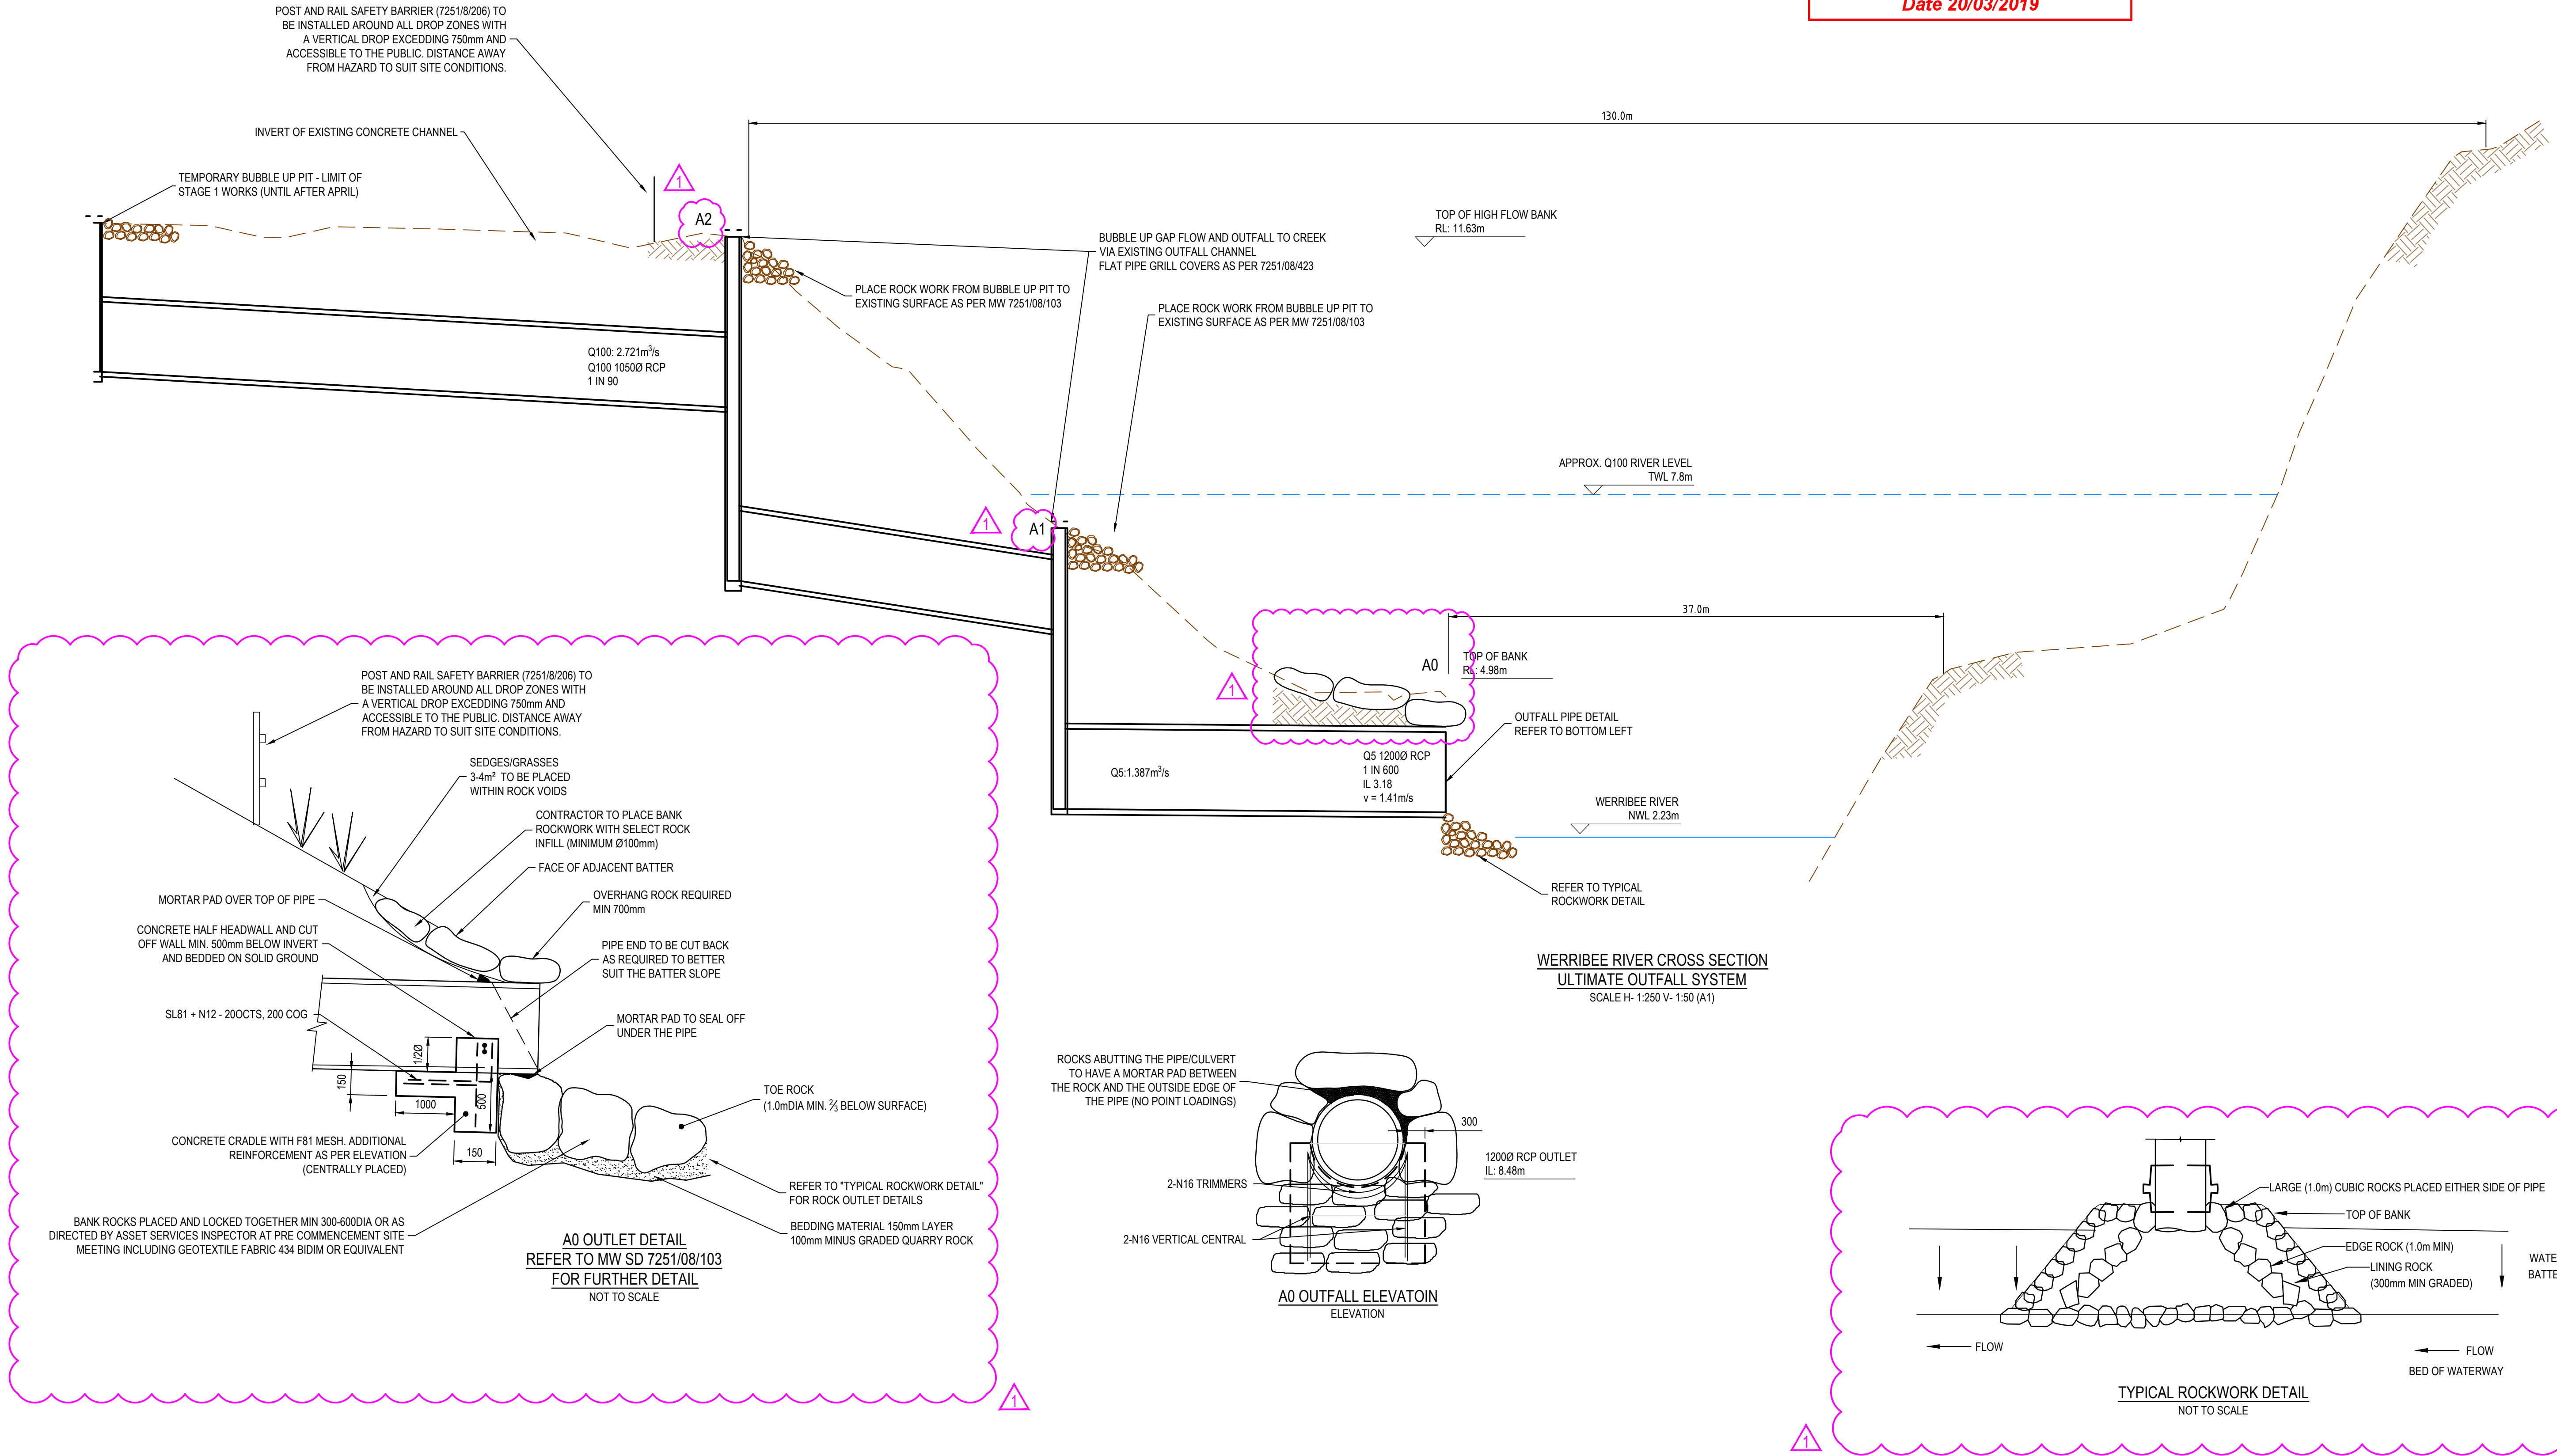 Date 20/03/2019
POST AND RAIL SAFETY BARRIER (7251/8/206) TO
BE INSTALLED AROUND ALL DROP ZONES WITH
A VERTICAL DROP EXCEDDING 750mm AND
ACCESSIBLE TO THE PUBLIC. DISTANCE AWAY
FROM HAZARD TO SUIT SITE CONDITIONS.
130.0m
INVERT OF EXISTING CONCRETE CHANNEL
TEMPORARY BUBBLE UP PIT - LIMIT OF
STAGE 1 WORKS (UNTIL AFTER APRIL)
1
A2
TOP OF HIGH FLOW BANK
RL: 11.63m
BUBBLE UP GAP FLOW AND OUTFALL TO CREEK
VIA EXISTING OUTFALL CHANNEL
FLAT PIPE GRILL COVERS AS PER 7251/08/423
PLACE ROCK WORK FROM BUBBLE UP PIT TO
EXISTING SURFACE AS PER MW 7251/08/103
PLACE ROCK WORK FROM BUBBLE UP PIT TO
EXISTING SURFACE AS PER MW 7251/08/103
Q100: 2.721m³/s
Q100 1050Ø RCP
1 IN 90
APPROX. Q100 RIVER LEVEL
TWL 7.8m
1
A1
37.0m
A0
TOP OF BANK
RL: 4.98m
1
OUTFALL PIPE DETAIL
REFER TO BOTTOM LEFT
Q5:1.387m³/s
Q5 1200Ø RCP
1 IN 600
IL 3.18
v = 1.41m/s
WERRIBEE RIVER
NWL 2.23m
REFER TO TYPICAL
ROCKWORK DETAIL
WERRIBEE RIVER CROSS SECTION
ULTIMATE OUTFALL SYSTEM
SCALE H- 1:250 V- 1:50 (A1)
POST AND RAIL SAFETY BARRIER (7251/8/206) TO
BE INSTALLED AROUND ALL DROP ZONES WITH
A VERTICAL DROP EXCEDDING 750mm AND
ACCESSIBLE TO THE PUBLIC. DISTANCE AWAY
FROM HAZARD TO SUIT SITE CONDITIONS.
SEDGES/GRASSES
3-4m² TO BE PLACED
WITHIN ROCK VOIDS
CONTRACTOR TO PLACE BANK
ROCKWORK WITH SELECT ROCK
INFILL (MINIMUM Ø100mm)
FACE OF ADJACENT BATTER
OVERHANG ROCK REQUIRED
MIN 700mm
MORTAR PAD OVER TOP OF PIPE
CONCRETE HALF HEADWALL AND CUT
OFF WALL MIN. 500mm BELOW INVERT
AND BEDDED ON SOLID GROUND
PIPE END TO BE CUT BACK
AS REQUIRED TO BETTER
SUIT THE BATTER SLOPE
SL81 + N12 - 200CTS, 200 COG
MORTAR PAD TO SEAL OFF
UNDER THE PIPE
1/2Ø
150
1000
500
150
TOE ROCK
(1.0mDIA MIN. ⅔ BELOW SURFACE)
CONCRETE CRADLE WITH F81 MESH. ADDITIONAL
REINFORCEMENT AS PER ELEVATION
(CENTRALLY PLACED)
REFER TO "TYPICAL ROCKWORK DETAIL"
FOR ROCK OUTLET DETAILS
BANK ROCKS PLACED AND LOCKED TOGETHER MIN 300-600DIA OR AS
DIRECTED BY ASSET SERVICES INSPECTOR AT PRE COMMENCEMENT SITE
MEETING INCLUDING GEOTEXTILE FABRIC 434 BIDIM OR EQUIVALENT
BEDDING MATERIAL 150mm LAYER
100mm MINUS GRADED QUARRY ROCK
A0 OUTLET DETAIL
REFER TO MW SD 7251/08/103
FOR FURTHER DETAIL
NOT TO SCALE
1
ROCKS ABUTTING THE PIPE/CULVERT
TO HAVE A MORTAR PAD BETWEEN
THE ROCK AND THE OUTSIDE EDGE OF
THE PIPE (NO POINT LOADINGS)
300
1200Ø RCP OUTLET
IL: 8.48m
2-N16 TRIMMERS
2-N16 VERTICAL CENTRAL
A0 OUTFALL ELEVATOIN
ELEVATION
LARGE (1.0m) CUBIC ROCKS PLACED EITHER SIDE OF PIPE
TOP OF BANK
EDGE ROCK (1.0m MIN)
LINING ROCK
(300mm MIN GRADED)
WATE
BATTE
FLOW
FLOW
BED OF WATERWAY
TYPICAL ROCKWORK DETAIL
NOT TO SCALE
1